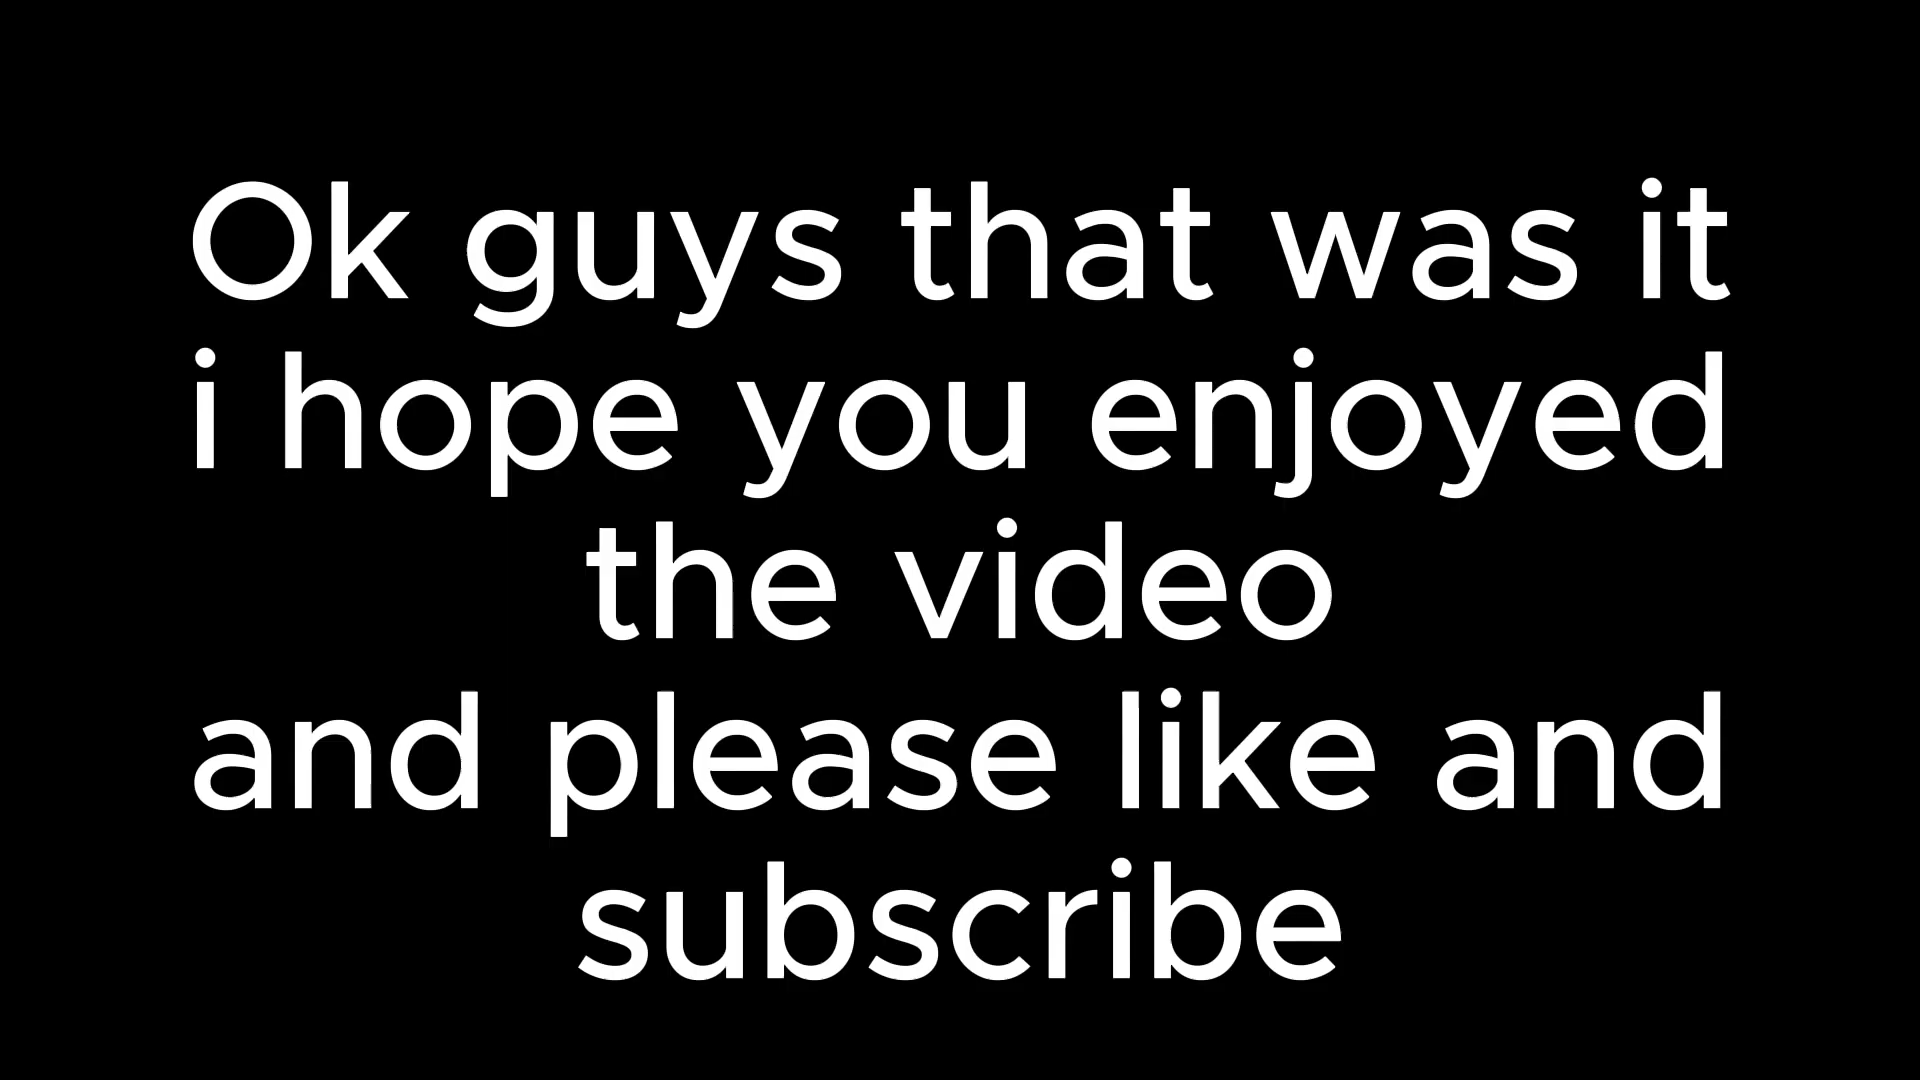 Ok guys that was it
i hope you enjoyed
the video
and please like and
subscribe